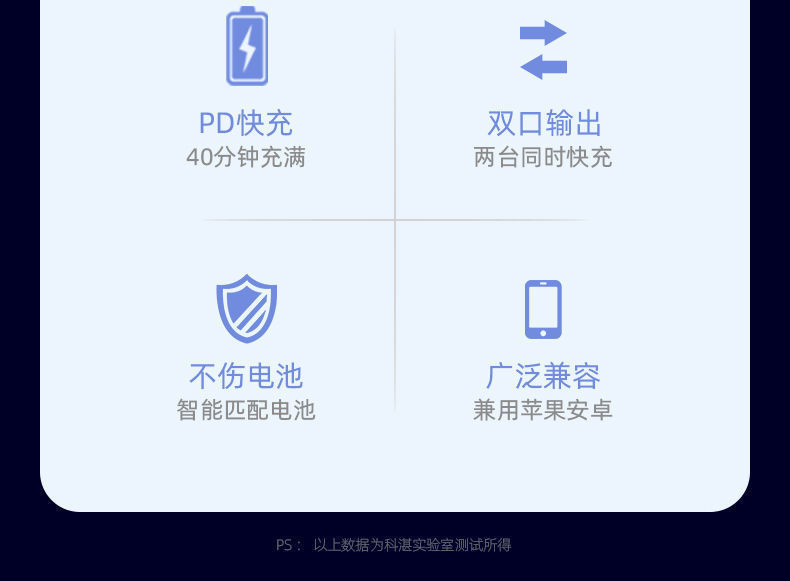 PD快充
40分钟充满
双口输出
两台同时快充
不伤电池
智能匹配电池
广泛兼容
兼用苹果安卓
PS： 以上数据为科湛实验室测试所得